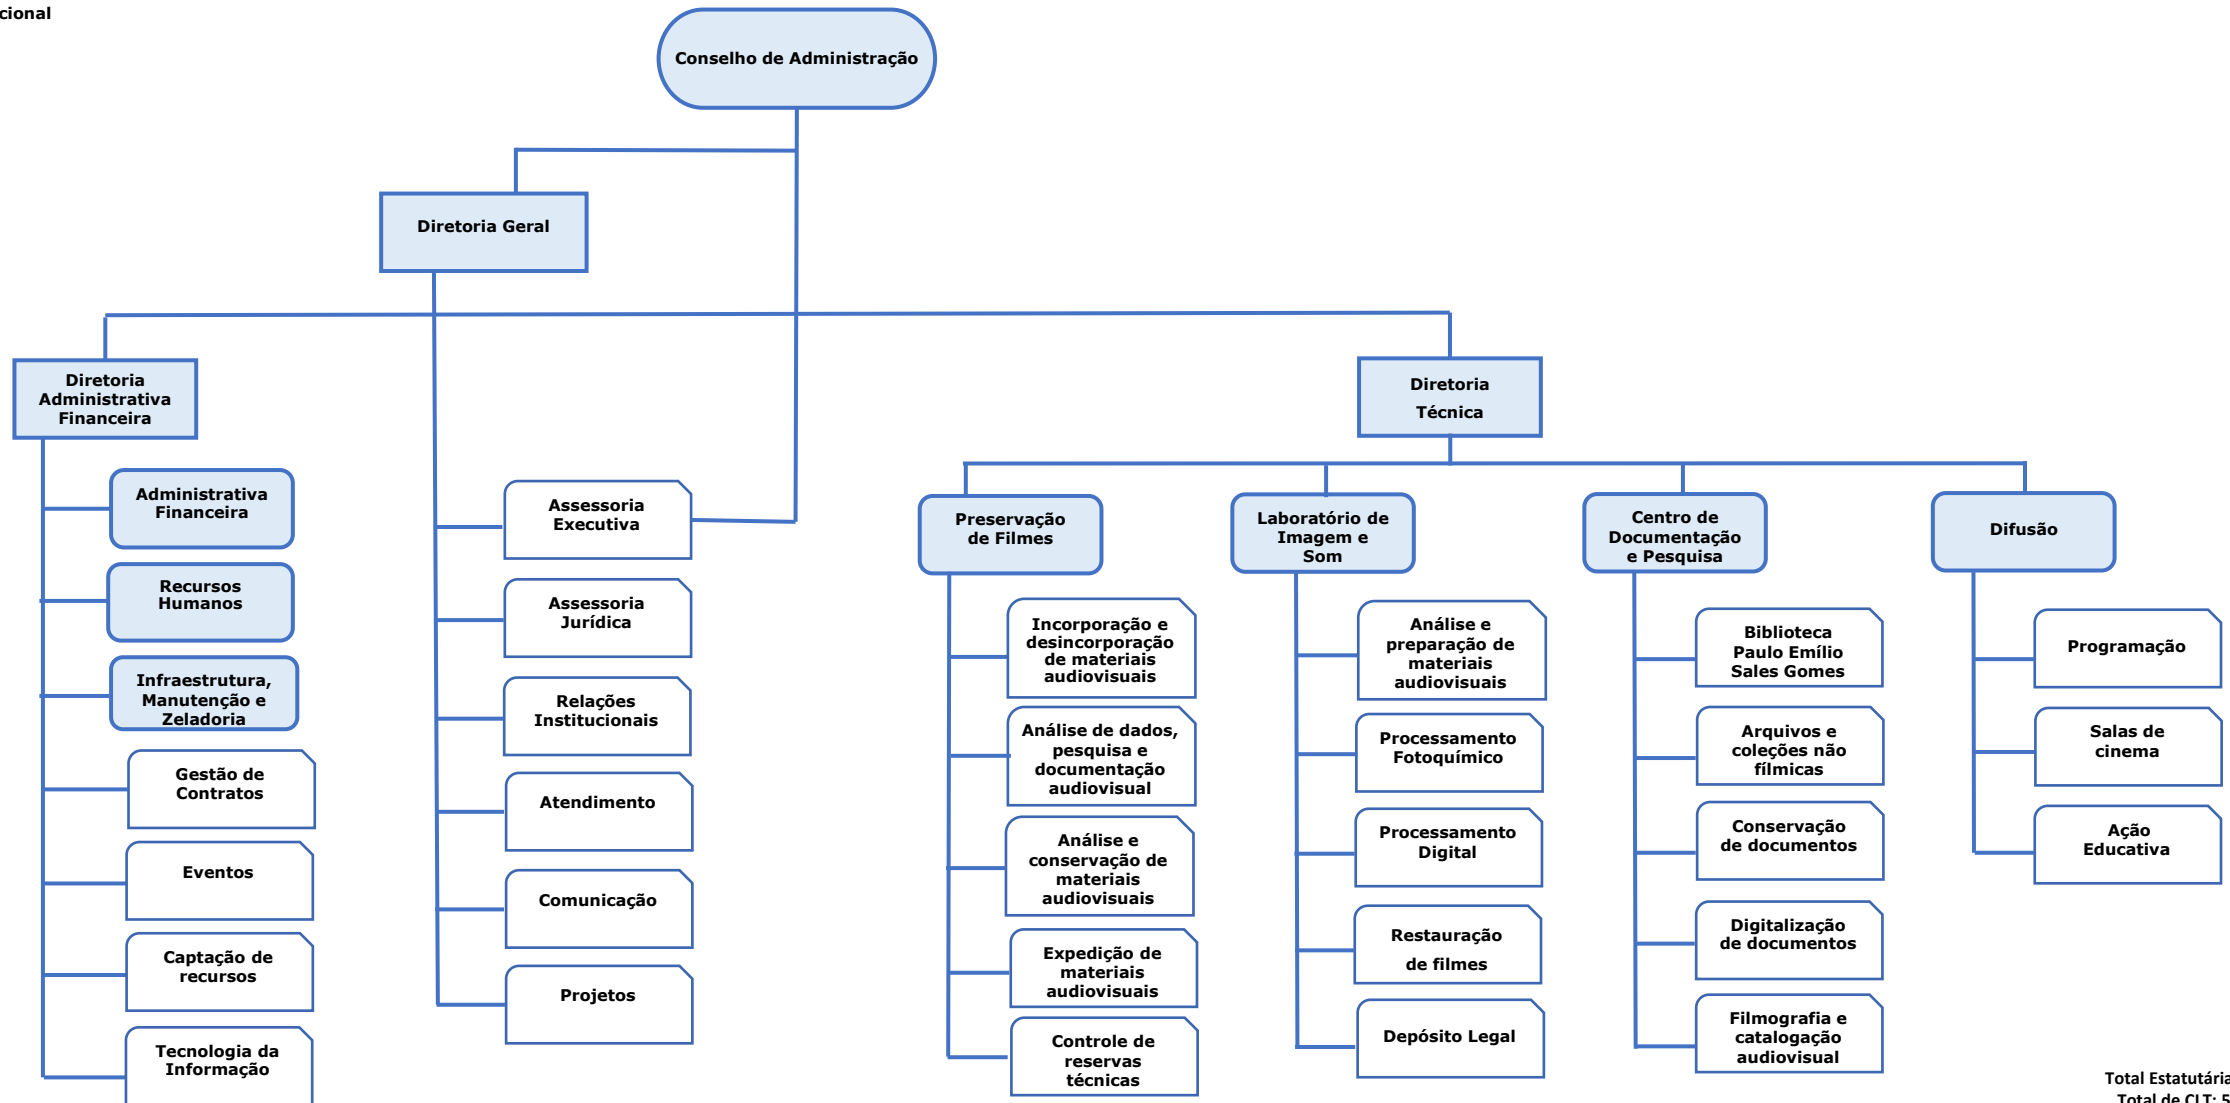 cional
Conselho de Administração
Diretoria Geral
Diretoria
Administrativa
Financeira
Diretoria
Técnica
Administrativa
Financeira
Recursos
Humanos
Infraestrutura,
Manutenção e
Zeladoria
Gestão de
Contratos
Eventos
Captação de
recursos
Tecnologia da
Informação
Assessoria
Executiva
Assessoria
Jurídica
Relações
Institucionais
Atendimento
Comunicação
Projetos
Preservação
de Filmes
Incorporação e
desincorporação
de materiais
audiovisuais
Análise de dados,
pesquisa e
documentação
audiovisual
Análise e
conservação de
materiais
audiovisuais
Expedição de
materiais
audiovisuais
Controle de
reservas
técnicas
Laboratório de
Imagem e
Som
Análise e
preparação de
materiais
audiovisuais
Processamento
Fotoquímico
Processamento
Digital
Restauração
de filmes
Depósito Legal
Centro de
Documentação
e Pesquisa
Biblioteca
Paulo Emílio
Sales Gomes
Arquivos e
coleções não
fílmicas
Conservação
de documentos
Digitalização
de documentos
Filmografia e
catalogação
audiovisual
Difusão
Programação
Salas de
cinema
Ação
Educativa
Total Estatutária
Total de CLT: 5